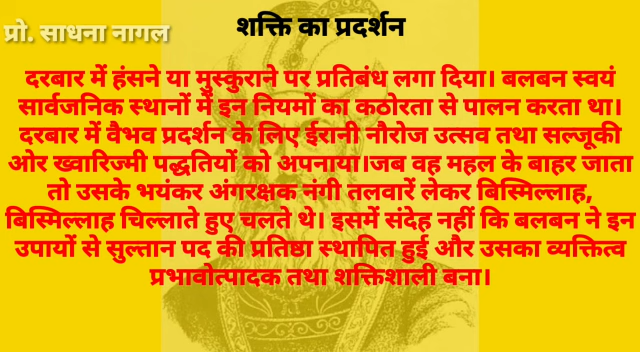 प्रो. साधना नागल
शक्ति का प्रदर्शन
दरबार में हंसने या मुस्कुराने पर प्रतिबंध लगा दिया। बलबन स्वयं
सार्वजनिक स्थानों में इन नियमों का कठोरता से पालन करता था।
दरबार में वैभव प्रदर्शन के लिए ईरानी नौरोज उत्सव तथा सल्जूकी
ओर ख्वारिज्मी पद्धतियों को अपनाया।जब वह महल के बाहर जाता
तो उसके भयंकर अंगरक्षक नंगी तलवारें लेकर बिस्मिल्लाह,
बिस्मिल्लाह चिल्लाते हुए चलते थे। इसमें संदेह नहीं कि बलबन ने इन
उपायों से सुल्तान पद की प्रतिष्ठा स्थापित हुई और उसका व्यक्तित्व
प्रभावोत्पादक तथा शक्तिशाली बना।